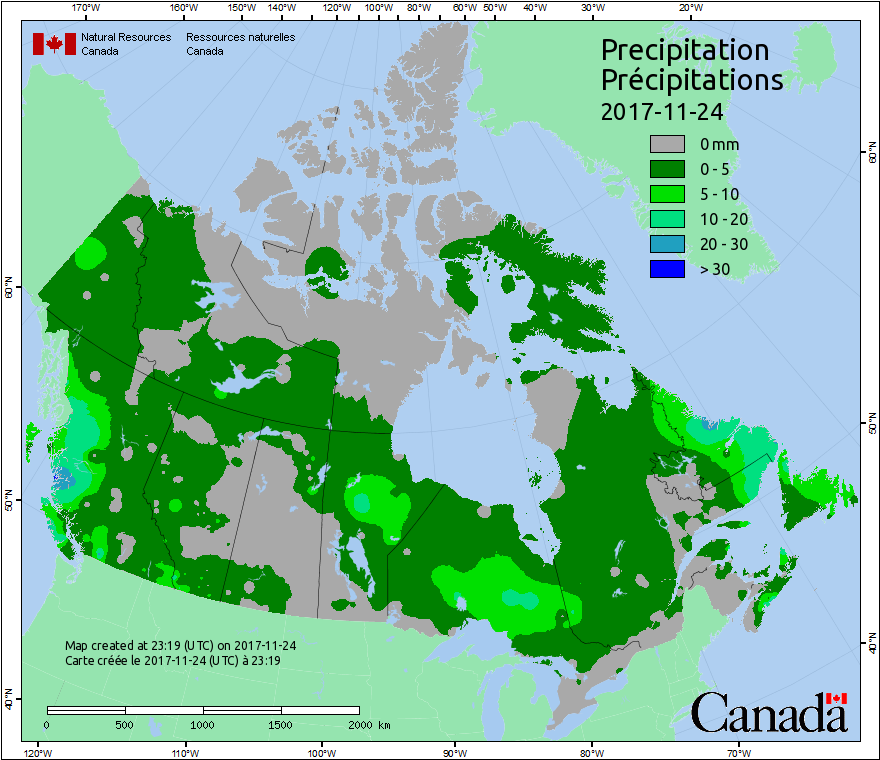 170°W 160°W 150°W 140°W 120°W 100°W 80°W 60°W 50°W 40°W 30°W 20°W
Natural Resources Ressources naturelles
Canada Canada
Precipitation
Précipitations
2017-11-24
0 mm
0 - 5
5 - 10
10 - 20
20 - 30
> 30
60°N
60°N
50°N
50°N
40°N
40°N
Map created at 23:19 (UTC) on 2017-11-24
Carte créée le 2017-11-24 (UTC) à 23:19
0 500 1000 1500 2000 km
Canada
120°W 110°W 100°W 90°W 80°W 70°W